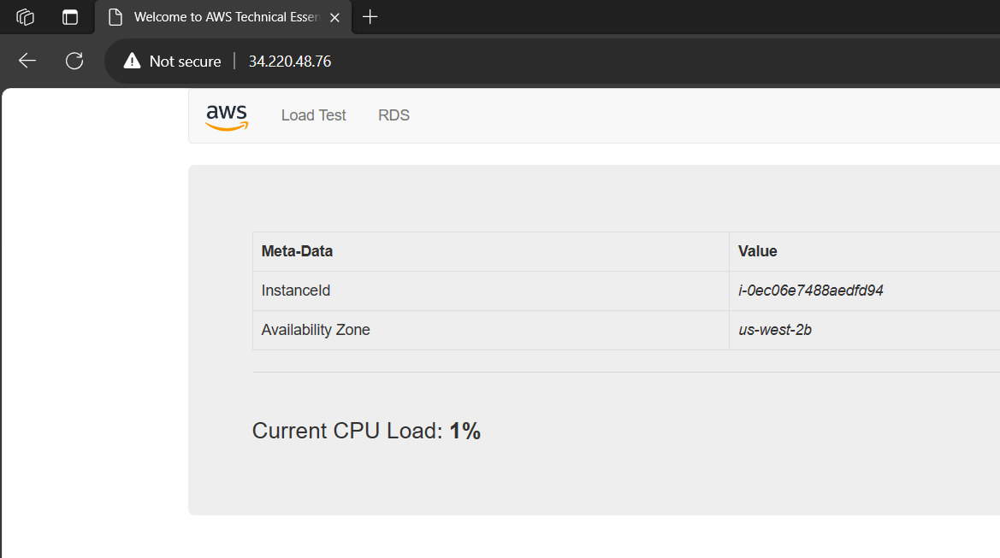 Welcome to AWS Technical Essen
Not secure 34.220.48.76
aws Load Test RDS
Meta-Data Value
InstanceId i-0ec06e7488aedfd94
Availability Zone us-west-2b
Current CPU Load: 1%